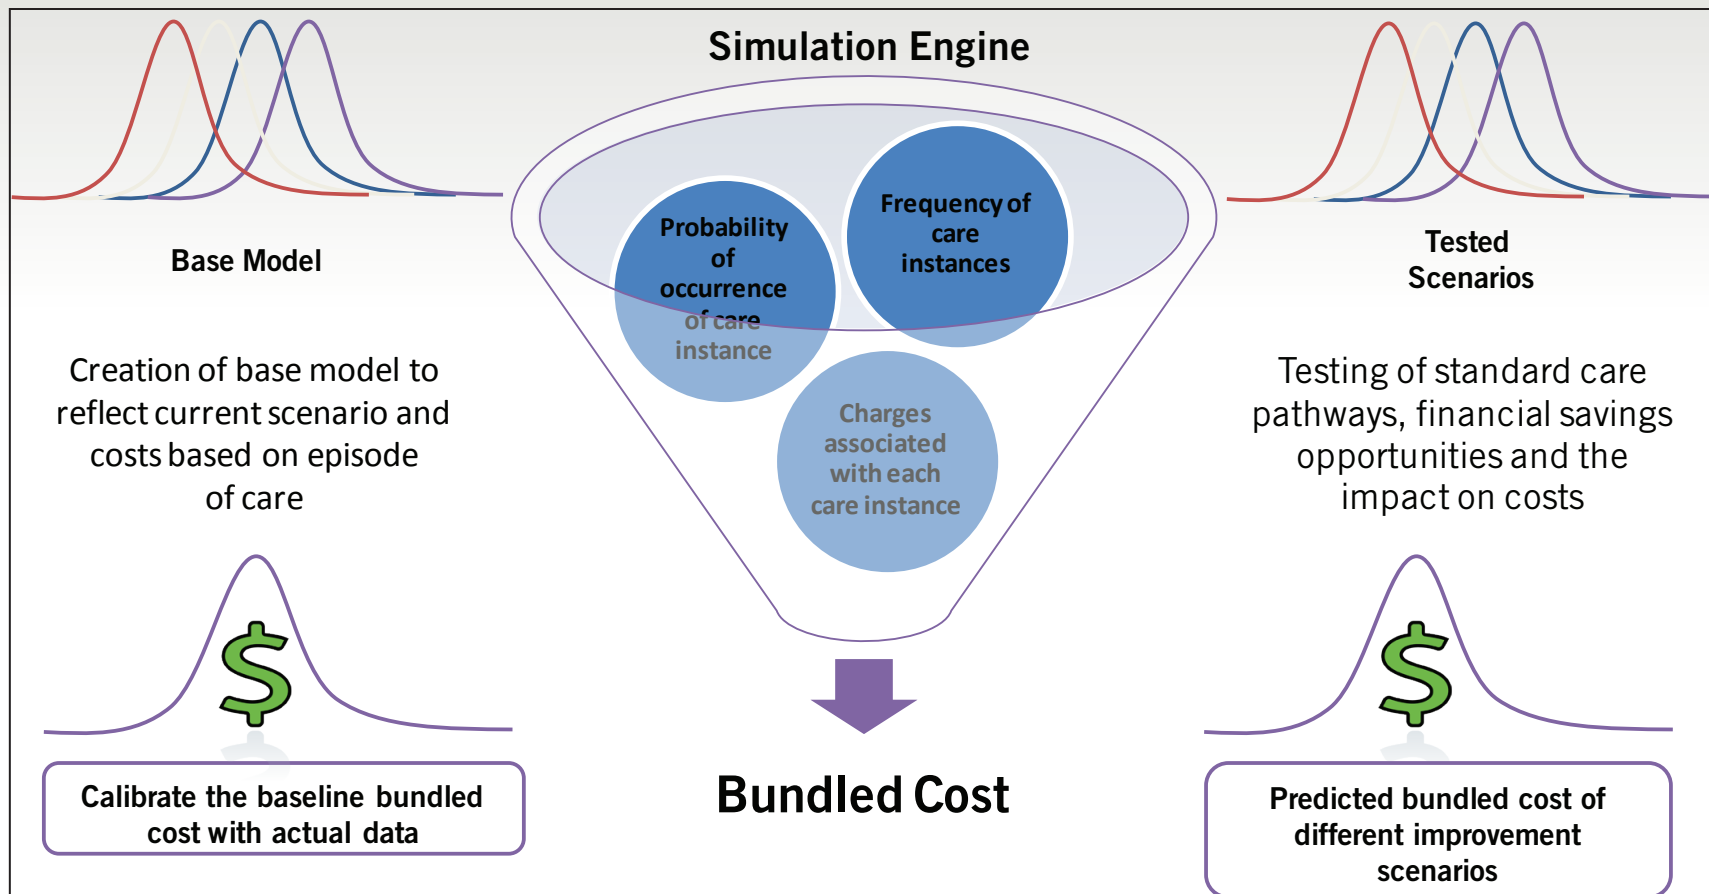 Simulation Engine
Base Model
Creation of base model to
reflect current scenario and
costs based on episode
of care
$
Calibrate the baseline bundled
cost with actual data
Probability
of
occurrence
of care
instance
Frequency of
care
instances
Charges
associated
with each
care instance
Bundled Cost
Tested
Scenarios
Testing of standard care
pathways, financial savings
opportunities and the
impact on costs
$
Predicted bundled cost of
different improvement
scenarios